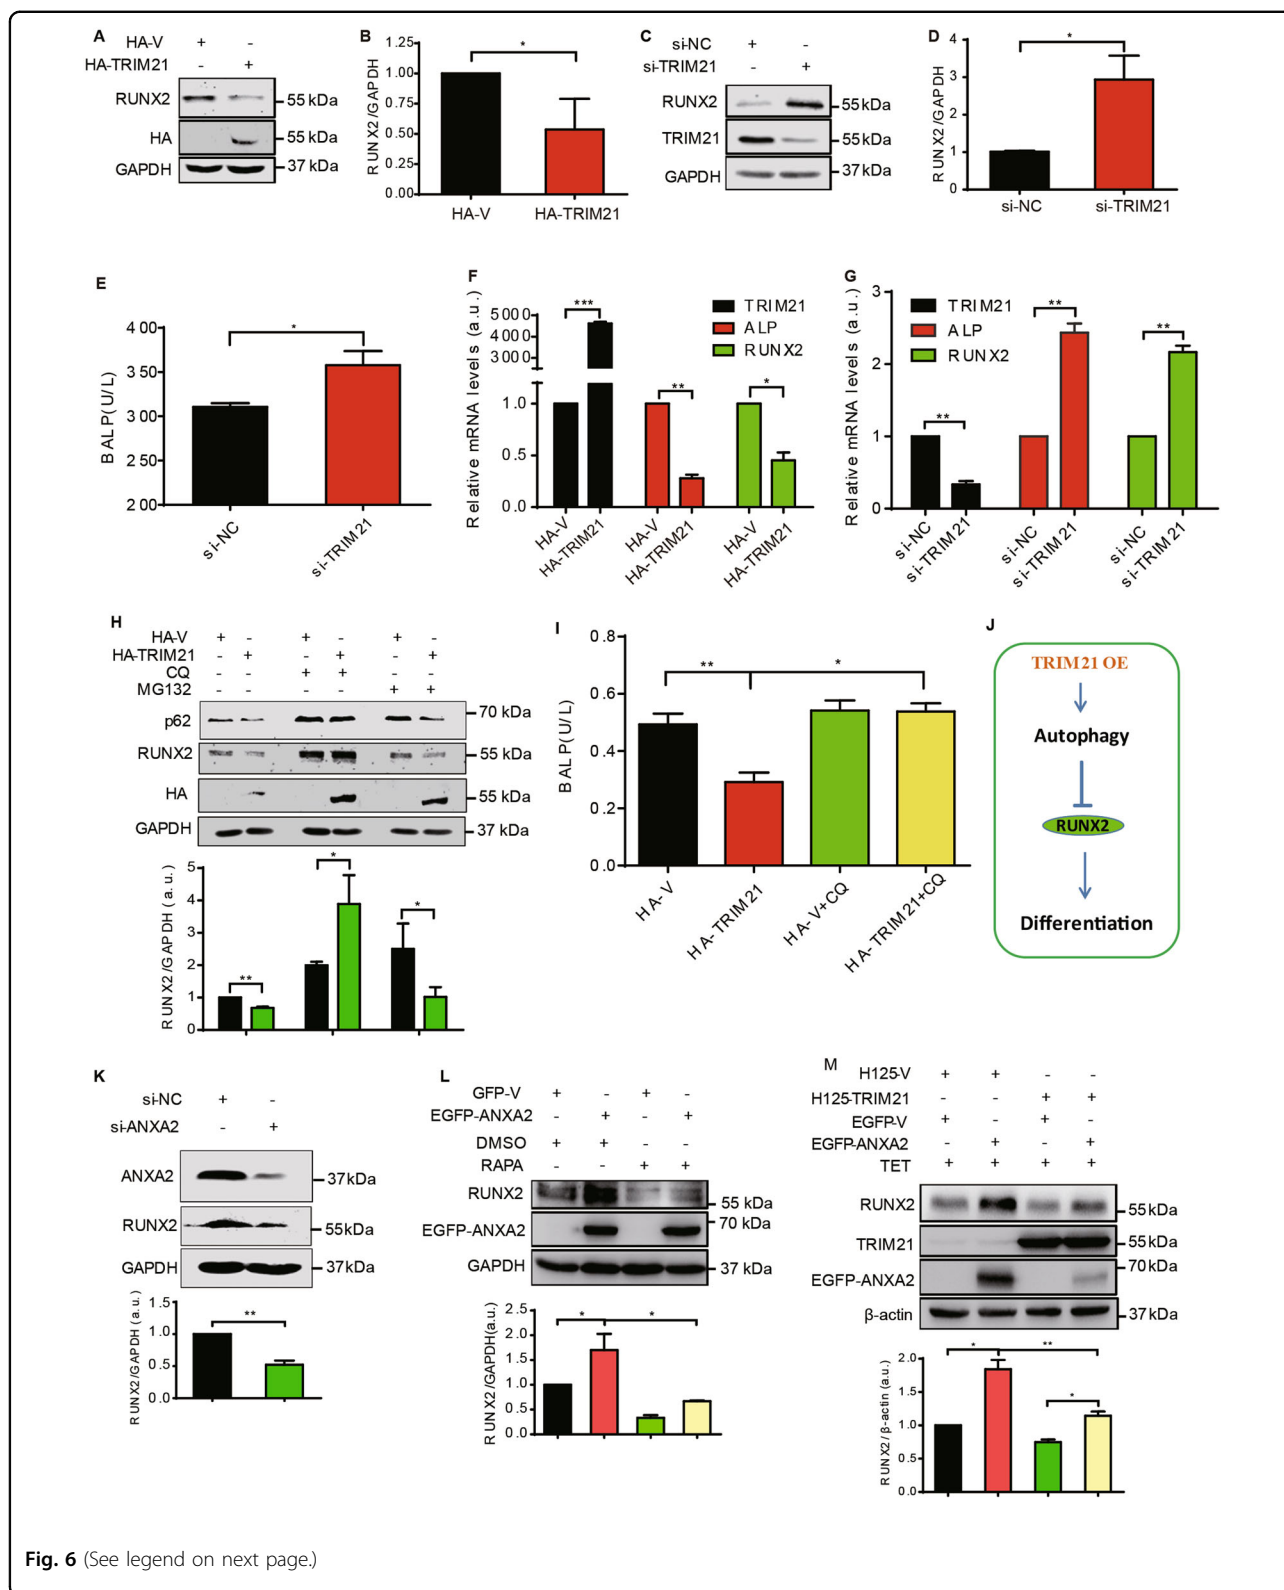 A
HA-V + -
HA-TRIM21 - +
RUNX2 55 kDa
HA 55 kDa
GAPDH 37 kDa
B
RUNX2/GAPDH
1.25
1.00
0.75
0.50
0.25
0.00
*
HA-V HA-TRIM21
C
si-NC + -
si-TRIM21 - +
RUNX2 55kDa
TRIM21 55kDa
GAPDH 37kDa
D
RUNX2/GAPDH
4
3
2
1
0
*
si-NC si-TRIM21
E
BALP(U/L)
400
350
300
250
200
*
si-NC si-TRIM21
F
Relative mRNA levels (a.u.)
5000
4000
3000
1.0
0.5
0.0
*** ** *
TRIM21
ALP
RUNX2
HA-V HA-TRIM21 HA-V HA-TRIM21 HA-V HA-TRIM21
G
Relative mRNA levels (a.u.)
3
2
1
0
TRIM21
ALP
RUNX2
** ** **
si-NC si-TRIM21 si-NC si-TRIM21 si-NC si-TRIM21
H
HA-V + - + - + -
HA-TRIM21 - + - + - +
CQ - - + + - -
MG132 - - - - + +
p62 70 kDa
RUNX2 55 kDa
HA 55 kDa
GAPDH 37 kDa
RUNX2/GAPDH (a.u.)
5
4
3
2
1
0
** * *
I
BALP(U/L)
0.8
0.6
0.4
0.2
0.0
** *
HA-V HA-TRIM21 HA-V+CQ HA-TRIM21+CQ
J
TRIM21 OE
Autophagy
RUNX2
Differentiation
K
si-NC + -
si-ANXA2 - +
ANXA2 37kDa
RUNX2 55kDa
GAPDH 37kDa
RUNX2/GAPDH (a.u.)
1.5
1.0
0.5
0.0
**
L
GFP-V + - + -
EGFP-ANXA2 - + - +
DMSO + + - -
RAPA - - + +
RUNX2 55 kDa
EGFP-ANXA2 70 kDa
GAPDH 37 kDa
RUNX2/GAPDH(a.u.)
2.5
2.0
1.5
1.0
0.5
0.0
* *
M
H125-V + + - -
H125-TRIM21 - - + +
EGFP-V + - + -
EGFP-ANXA2 - + - +
TET + + + +
RUNX2 55kDa
TRIM21 55kDa
EGFP-ANXA2 70kDa
β-actin 37kDa
RUNX2/ β-actin (a.u.)
2.0
1.5
1.0
0.5
0.0
* ** *
Fig. 6 (See legend on next page.)